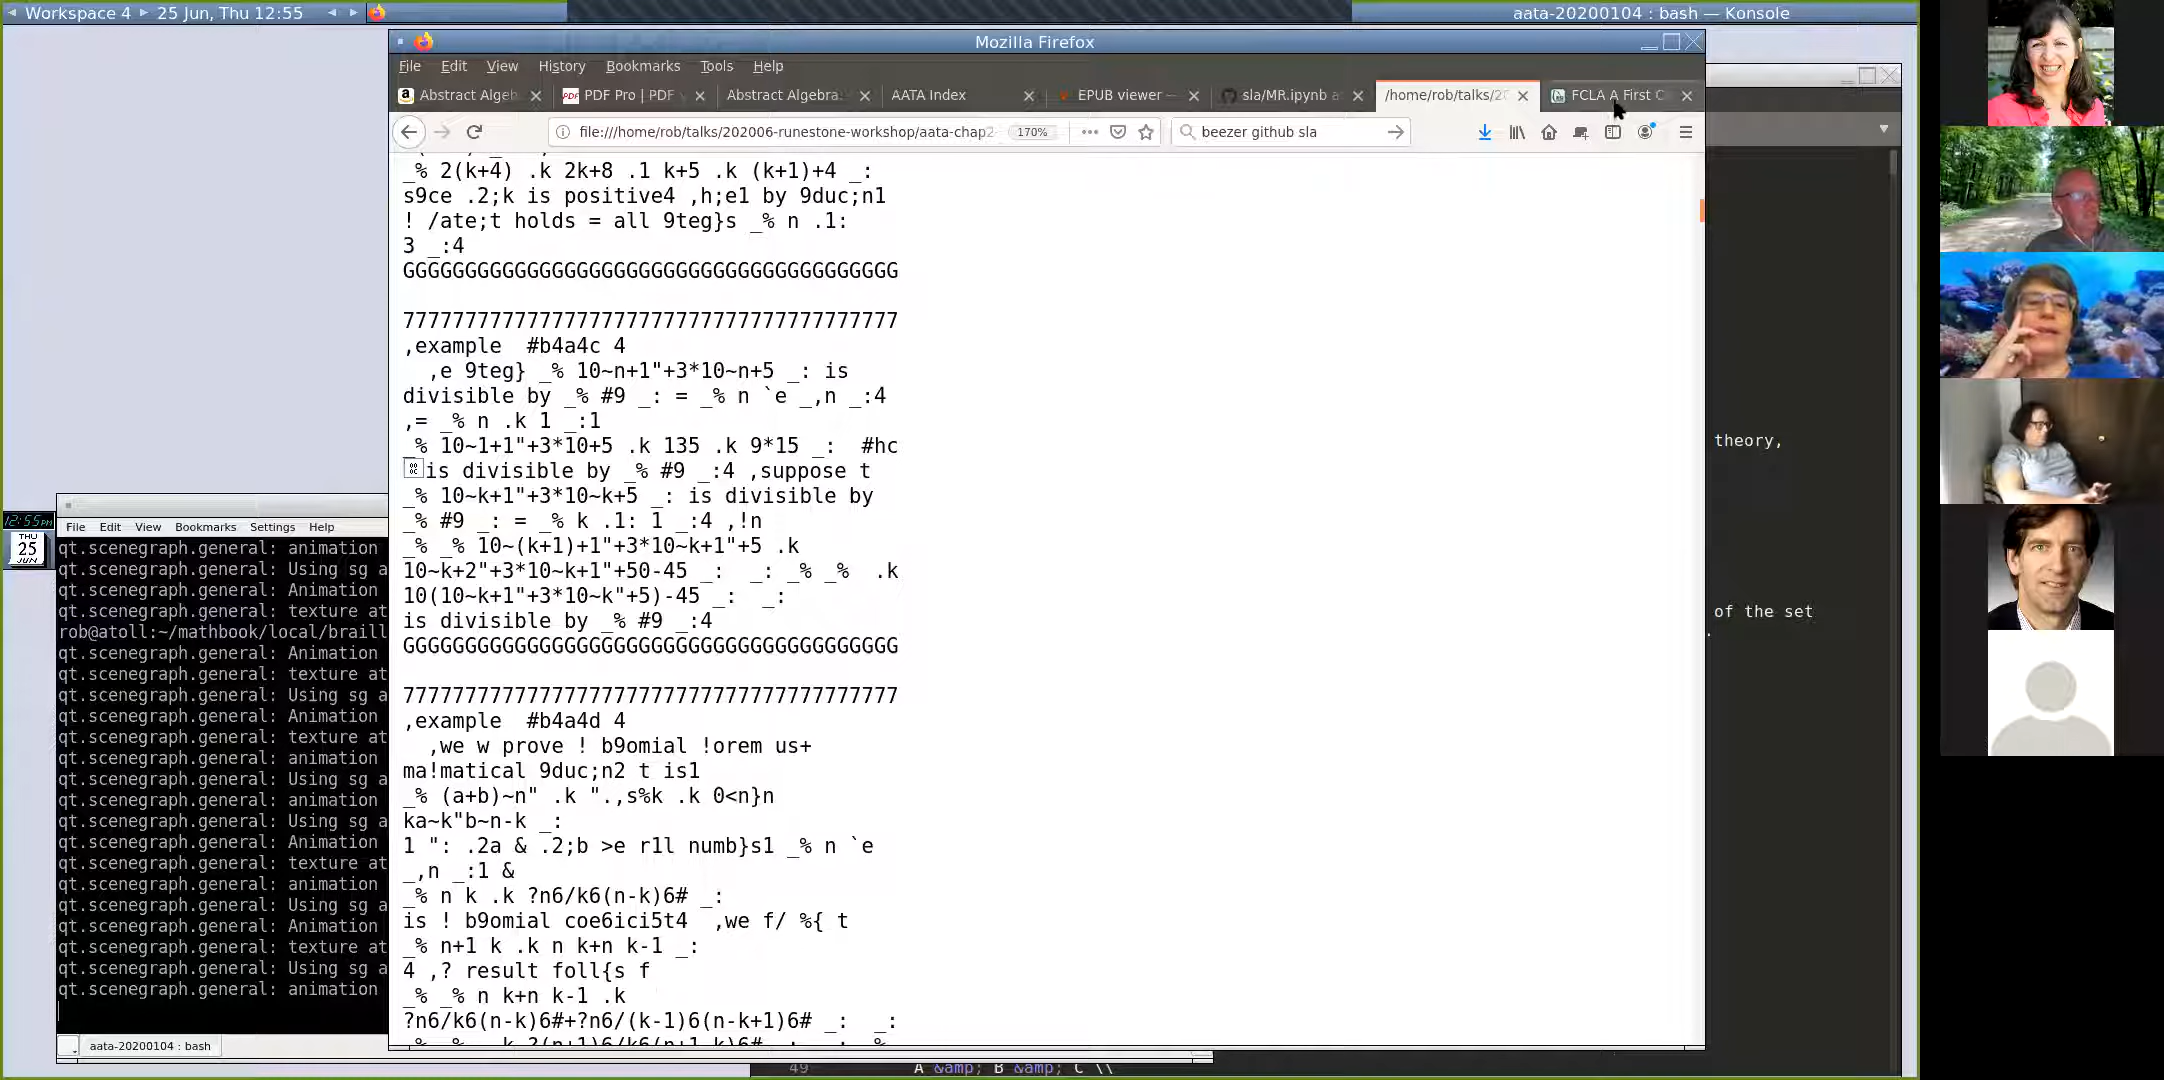 Workspace 4
25 Jun, Thu 12:55
aata-20200104 : bash — Konsole
Mozilla Firefox
File Edit View History Bookmarks Tools Help
Abstract Algeb
PDF Pro | PDF
Abstract Algebra:
AATA Index
EPUB viewer —
sla/MR.ipynb a
/home/rob/talks/20
FCLA A First C
file:///home/rob/talks/202006-runestone-workshop/aata-chap2-
170%
beezer github sla
_% 2(k+4) .k 2k+8 .1 k+5 .k (k+1)+4 _:
s9ce .2;k is positive4 ,h;e1 by 9duc;n1
! /ate;t holds = all 9teg}s _% n .1:
3 _:4
GGGGGGGGGGGGGGGGGGGGGGGGGGGGGGGGGGGGGGGG
7777777777777777777777777777777777777777
,example  #b4a4c 4
,e 9teg} _% 10~n+1"+3*10~n+5 _: is
divisible by _% #9 _: = _% n `e _,n _:4
,= _% n .k 1 _:1
_% 10~1+1"+3*10+5 .k 135 .k 9*15 _:  #hc
is divisible by _% #9 _:4 ,suppose t
_% 10~k+1"+3*10~k+5 _: is divisible by
_% #9 _: = _% k .1: 1 _:4 ,!n
_% _% 10~(k+1)+1"+3*10~k+1"+5 .k
10~k+2"+3*10~k+1"+50-45 _:  _: _% _%  .k
10(10~k+1"+3*10~k"+5)-45 _:  _:
is divisible by _% #9 _:4
GGGGGGGGGGGGGGGGGGGGGGGGGGGGGGGGGGGGGGGG
7777777777777777777777777777777777777777
,example  #b4a4d 4
,we w prove ! b9omial !orem us+
ma!matical 9duc;n2 t is1
_% (a+b)~n" .k ".,s%k .k 0<n}n
ka~k"b~n-k _:
1 ": .2a & .2;b >e r1l numb}s1 _% n `e
_,n _:1 &
_% n k .k ?n6/k6(n-k)6# _:
is ! b9omial coe6ici5t4  ,we f/ %{ t
_% n+1 k .k n k+n k-1 _:
4 ,? result foll{s f
_% _% n k+n k-1 .k
?n6/k6(n-k)6#+?n6/(k-1)6(n-k+1)6# _:  _:
theory,
of the set
12:55PM
THU
25
JUN
File Edit View Bookmarks Settings Help
qt.scenegraph.general: animation
qt.scenegraph.general: Using sg a
qt.scenegraph.general: Animation
qt.scenegraph.general: texture at
rob@atoll:~/mathbook/local/braill
qt.scenegraph.general: Animation
qt.scenegraph.general: texture at
qt.scenegraph.general: Using sg a
qt.scenegraph.general: Animation
qt.scenegraph.general: texture at
qt.scenegraph.general: animation
qt.scenegraph.general: Using sg a
qt.scenegraph.general: animation
qt.scenegraph.general: Using sg a
qt.scenegraph.general: Animation
qt.scenegraph.general: texture at
qt.scenegraph.general: animation
qt.scenegraph.general: Using sg a
qt.scenegraph.general: Animation
qt.scenegraph.general: texture at
qt.scenegraph.general: Using sg a
qt.scenegraph.general: animation
aata-20200104 : bash
49 A &amp; B &amp; C \\